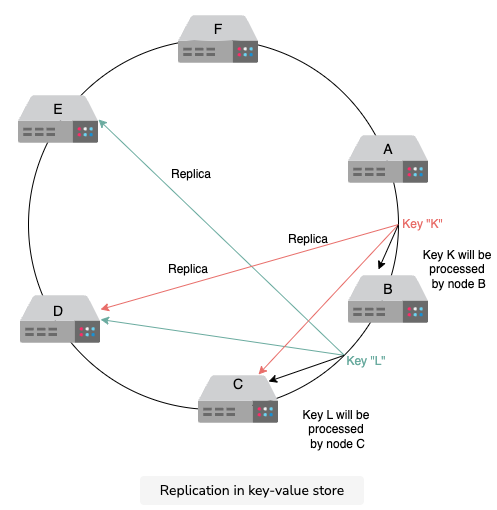 F
E
A
Replica
Key "K"
Replica
Key K will be
processed
by node B
Replica
B
D
Key "L"
C
Key L will be
processed
by node C
Replication in key-value store